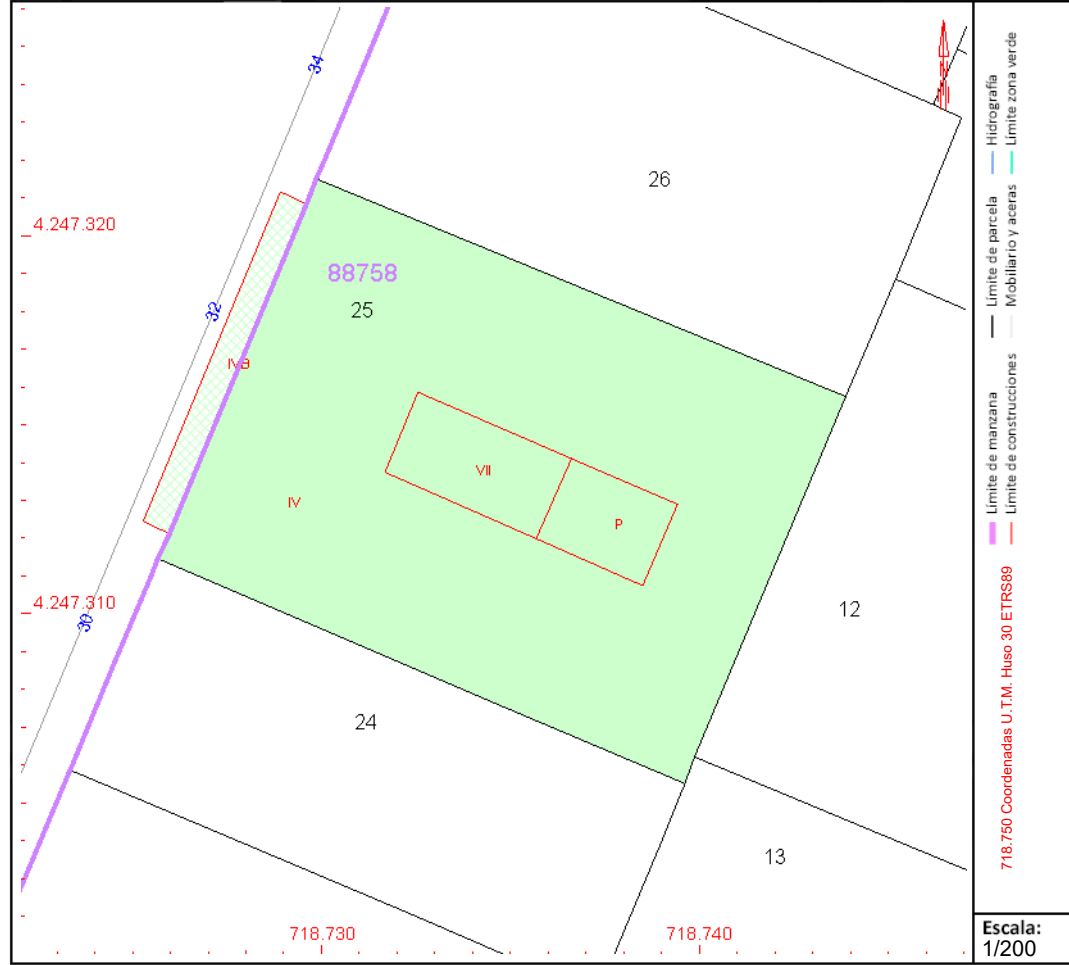 34
26
4.247.320
88758
25
32
VII
IV
P
4.247.310
30
12
24
13
718.730
718.740
Hidrografía
Límite zona verde
Límite de parcela
Mobiliario y aceras
Límite de manzana
Límite de construcciones
718.750 Coordenadas U.T.M. Huso 30 ETRS89
Escala:
1/200